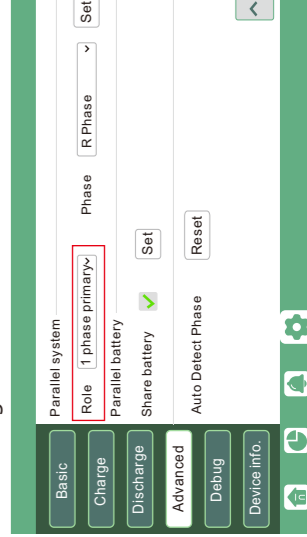 Basic
Charge
Discharge
Advanced
Debug
Device info.
Parallel system
Role 1 phase primary Phase R Phase Set
Parallel battery
Share battery Set
Auto Detect Phase Reset